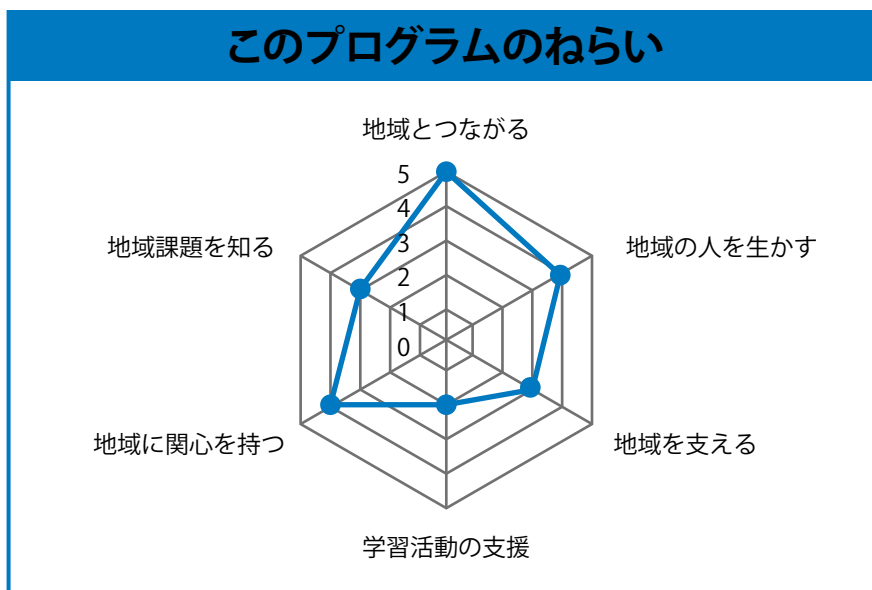 このプログラムのねらい
地域とつながる
5
4
3
2
1
0
地域課題を知る
地域の人を生かす
地域に関心を持つ
地域を支える
学習活動の支援